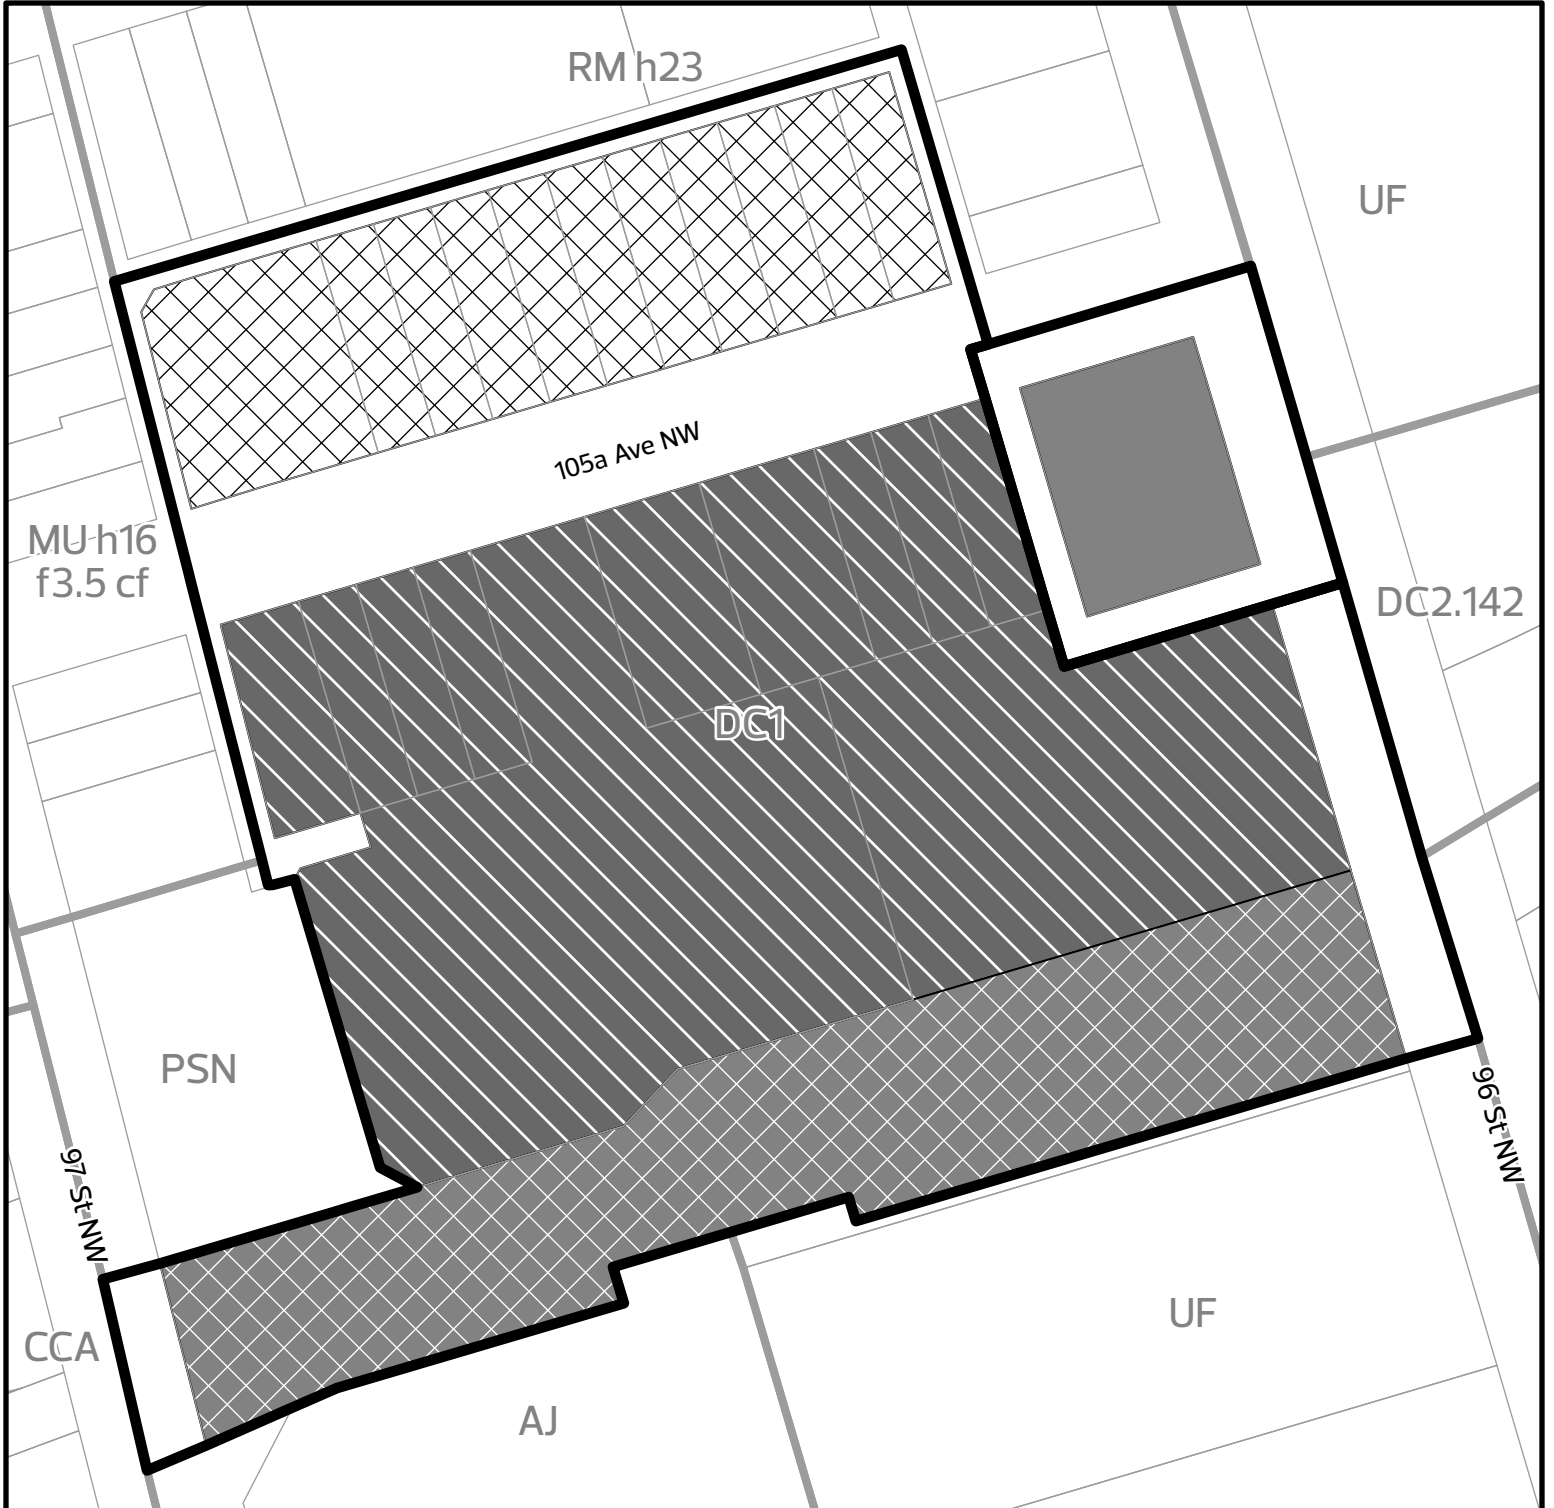 RM h23
UF
105a Ave NW
MU h16
f3.5 cf
DC2.142
DC1
PSN
96 St NW
97 St NW
UF
CCA
AJ